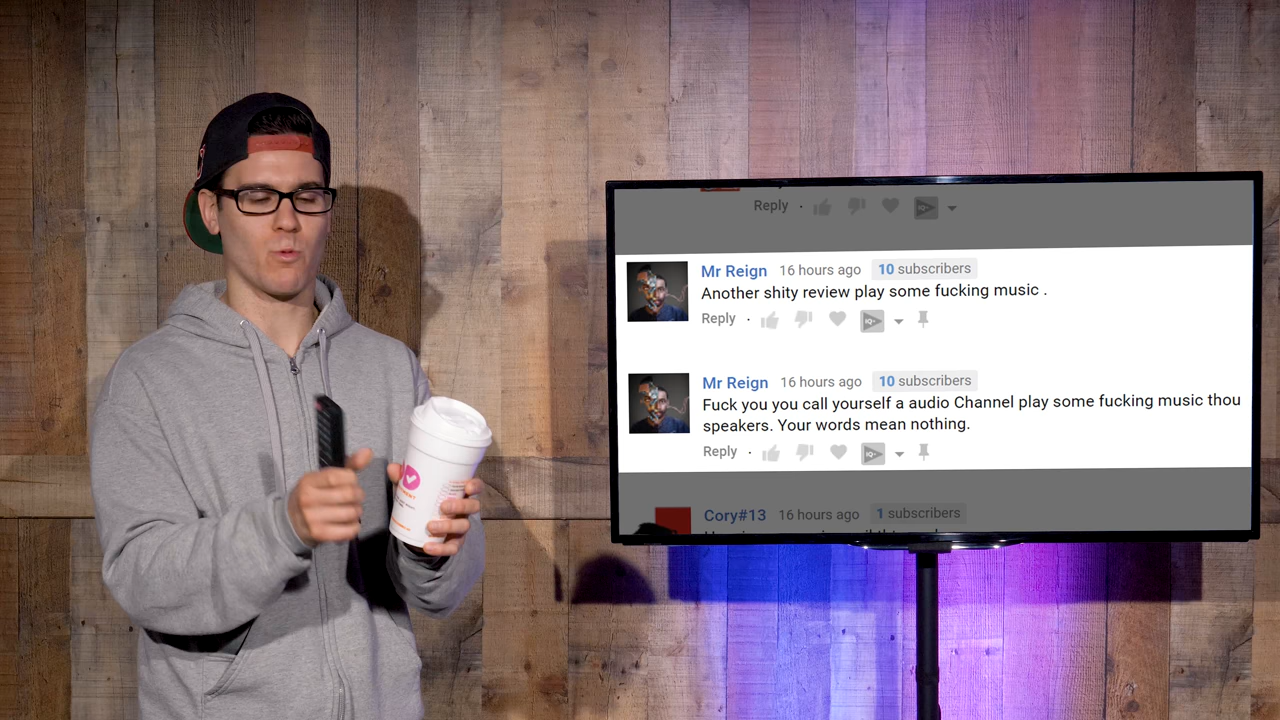 Reply ·
Mr Reign 16 hours ago 10 subscribers
Another shity review play some fucking music .
Reply ·
Mr Reign 16 hours ago 10 subscribers
Fuck you you call yourself a audio Channel play some fucking music thou
speakers. Your words mean nothing.
Reply ·
Cory#13 16 hours ago 1 subscribers